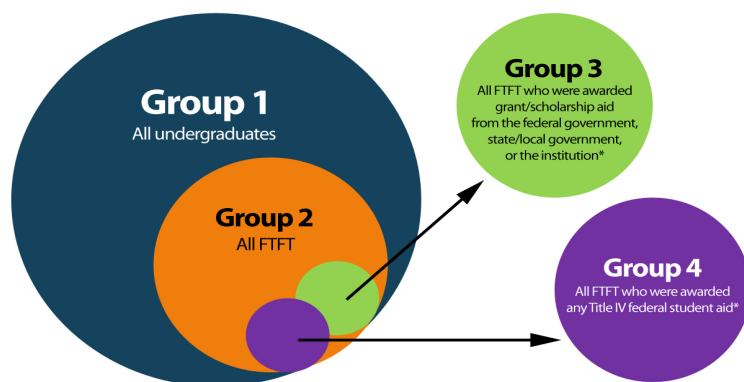 Group 1
All undergraduates
Group 2
All FTFT
Group 3
All FTFT who were awarded
grant/scholarship aid
from the federal government,
state/local government,
or the institution*
Group 4
All FTFT who were awarded
any Title IV federal student aid*